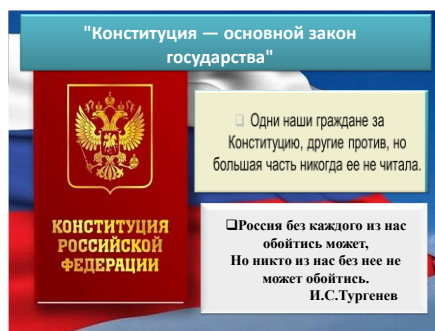 "Конституция — основной закон
государства"
КОНСТИТУЦИЯ
РОССИЙСКОЙ
ФЕДЕРАЦИИ
❑ Одни наши граждане за
Конституцию, другие против, но
большая часть никогда ее не читала.
❑Россия без каждого из нас
обойтись может,
Но никто из нас без нее не
может обойтись.
И.С.Тургенев